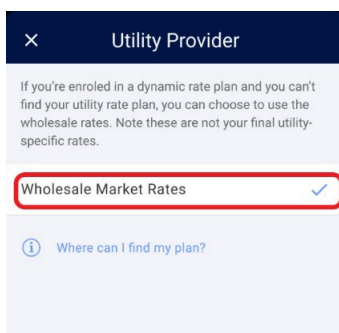 Utility Provider
If you're enroled in a dynamic rate plan and you can't
find your utility rate plan, you can choose to use the
wholesale rates. Note these are not your final utility-
specific rates.
Wholesale Market Rates
Where can I find my plan?